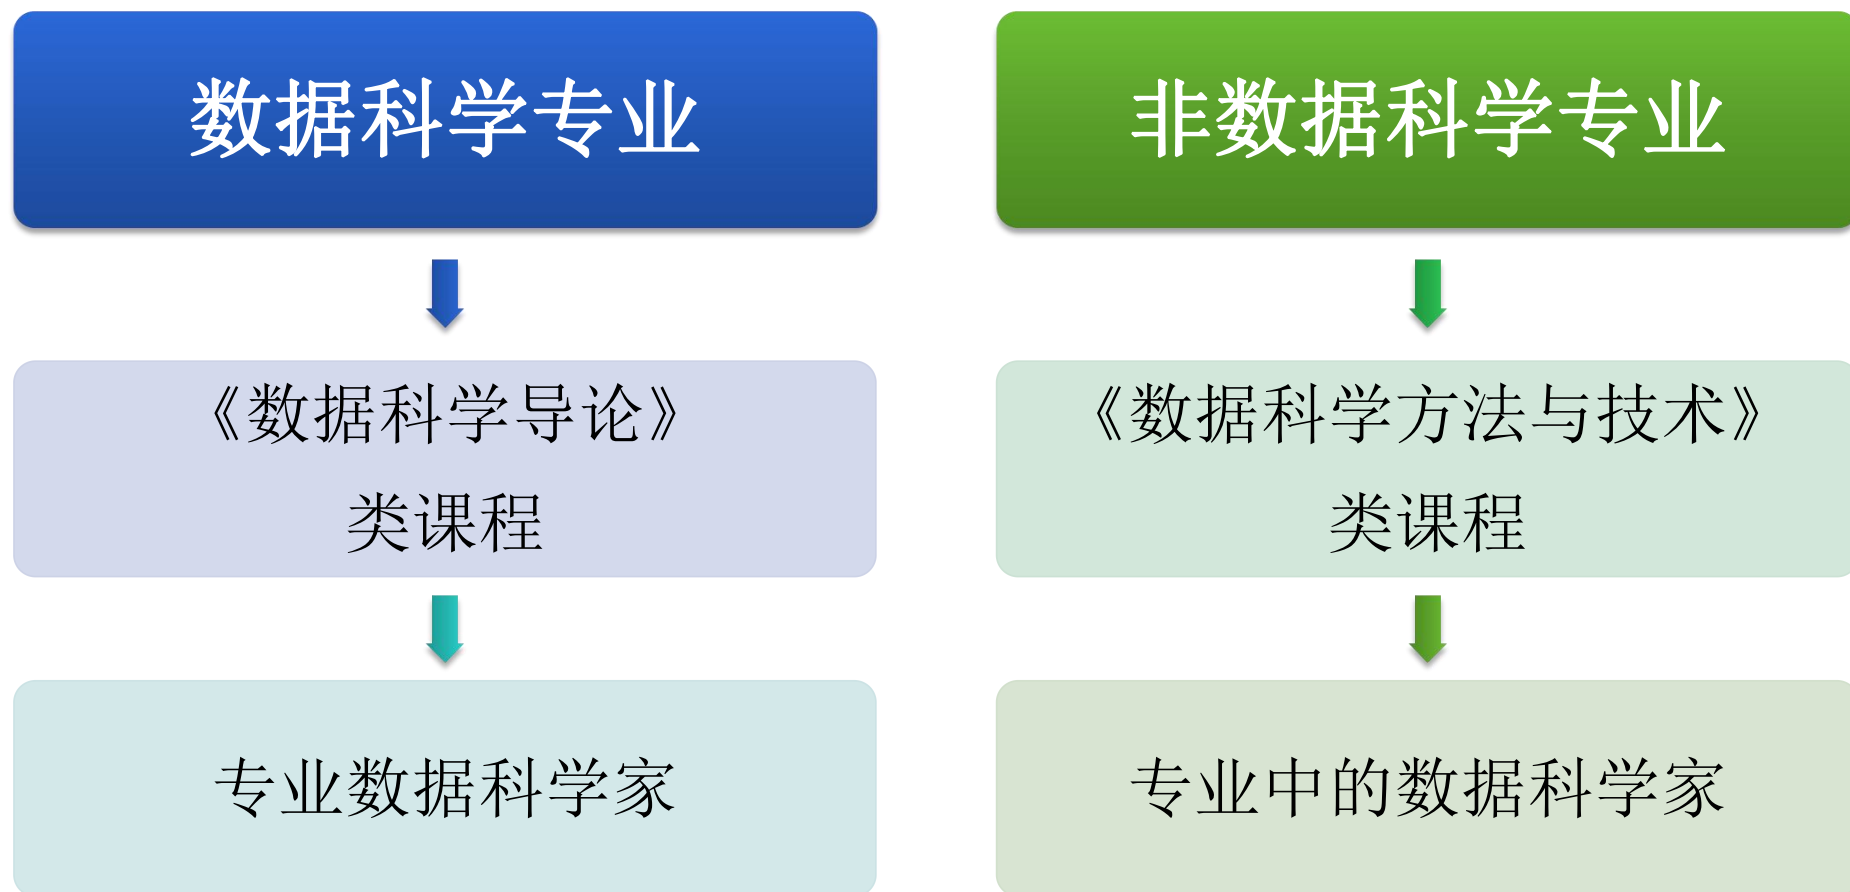 数据科学专业
《数据科学导论》
类课程
专业数据科学家
非数据科学专业
《数据科学方法与技术》
类课程
专业中的数据科学家